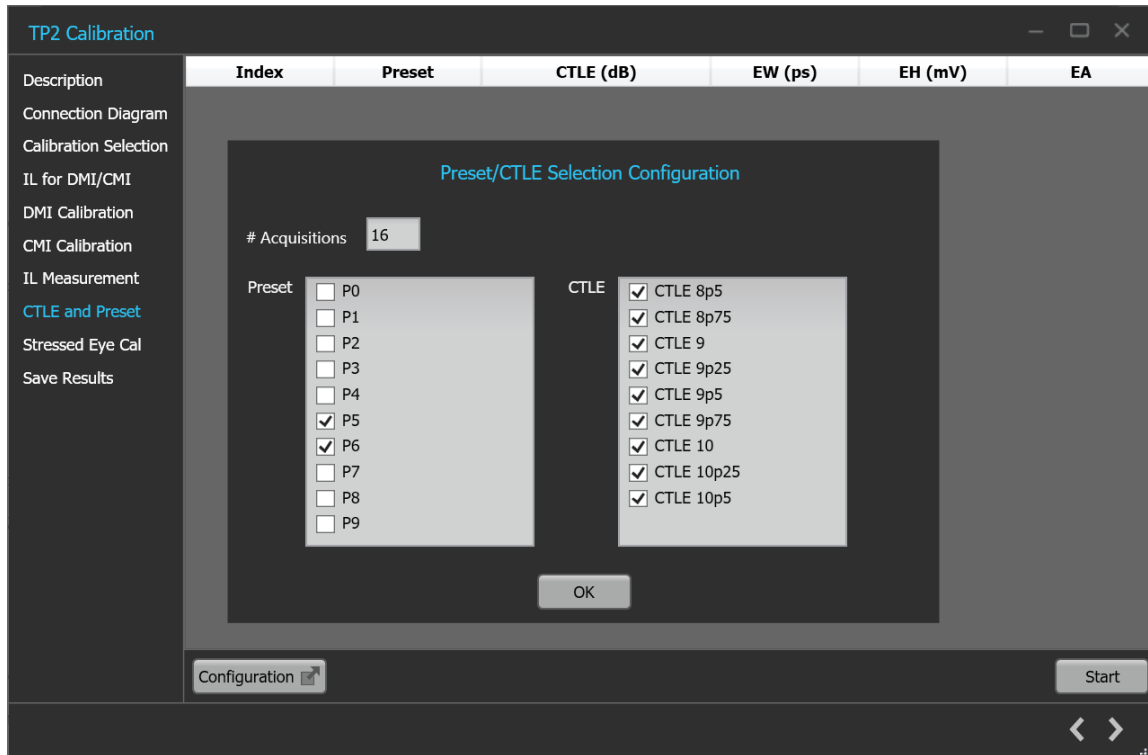 TP2 Calibration
Description
Connection Diagram
Calibration Selection
IL for DMI/CMI
DMI Calibration
CMI Calibration
IL Measurement
CTLE and Preset
Stressed Eye Cal
Save Results
Index Preset CTLE (dB) EW (ps) EH (mV) EA
Preset/CTLE Selection Configuration
# Acquisitions 16
Preset
P0
P1
P2
P3
P4
P5
P6
P7
P8
P9
CTLE
CTLE 8p5
CTLE 8p75
CTLE 9
CTLE 9p25
CTLE 9p5
CTLE 9p75
CTLE 10
CTLE 10p25
CTLE 10p5
OK
Configuration
Start